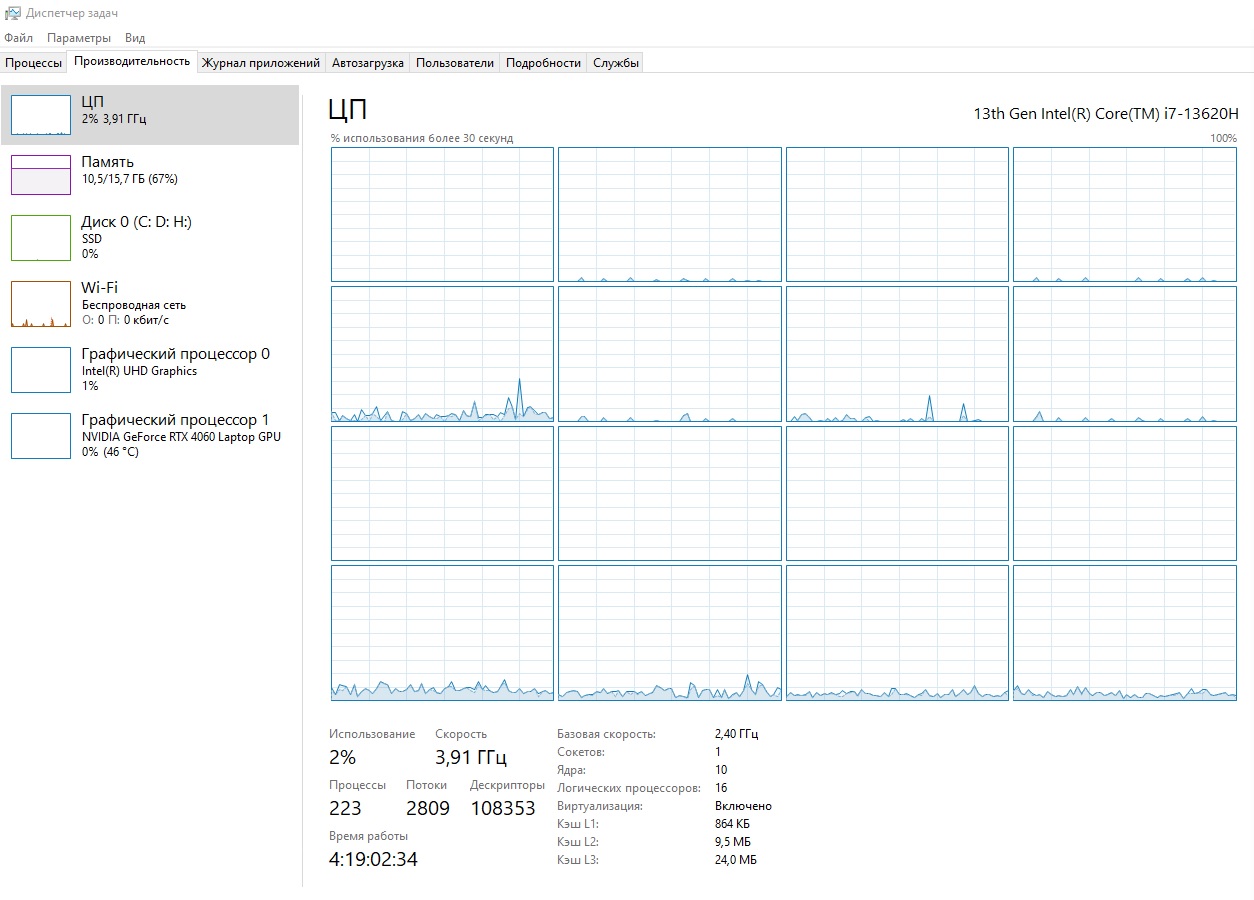 Диспетчер задач
Файл Параметры Вид
Процессы Производительность Журнал приложений Автозагрузка Пользователи Подробности Службы
ЦП
2% 3,91 ГГц
Память
10,5/15,7 ГБ (67%)
Диск 0 (C: D: H:)
SSD
0%
Wi-Fi
Беспроводная сеть
О: 0 П: 0 кбит/с
Графический процессор 0
Intel(R) UHD Graphics
1%
Графический процессор 1
NVIDIA GeForce RTX 4060 Laptop GPU
0% (46 °C)
ЦП
13th Gen Intel(R) Core(TM) i7-13620H
% использования более 30 секунд
100%
Использование Скорость
2% 3,91 ГГц
Процессы Потоки Дескрипторы
223 2809 108353
Время работы
4:19:02:34
Базовая скорость: 2,40 ГГц
Сокетов: 1
Ядра: 10
Логических процессоров: 16
Виртуализация: Включено
Кэш L1: 864 КБ
Кэш L2: 9,5 МБ
Кэш L3: 24,0 МБ